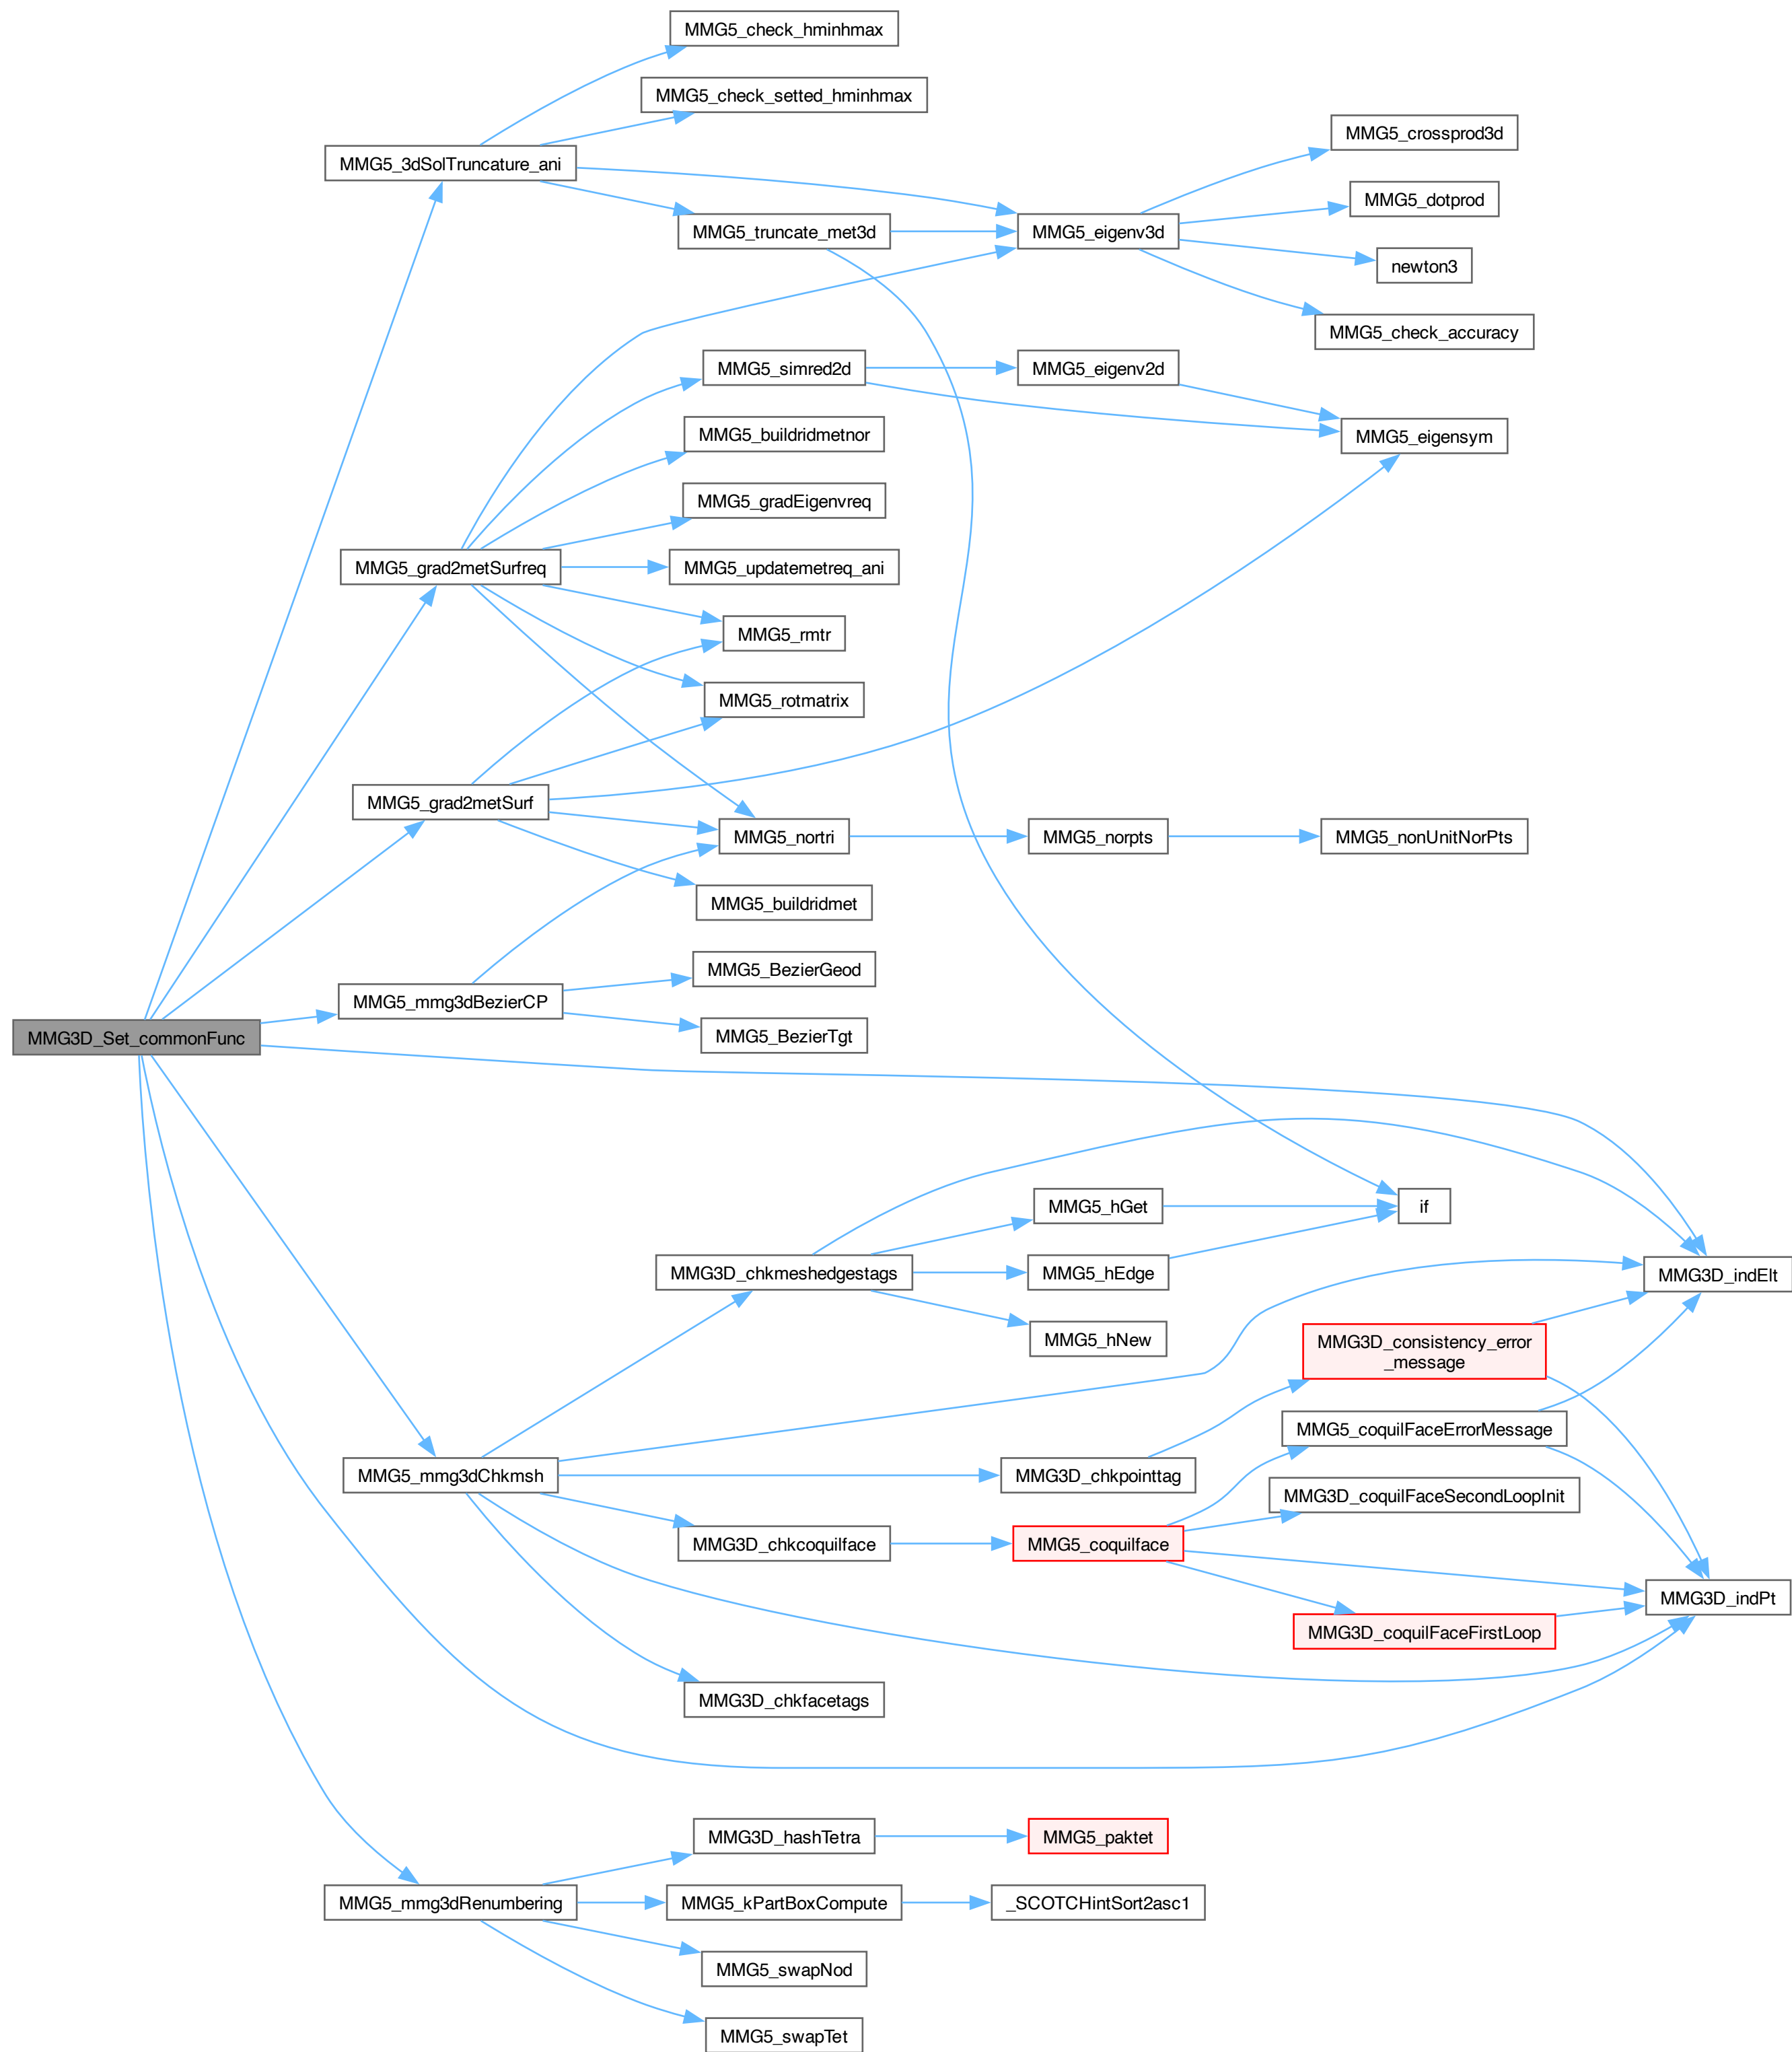 MMG5_check_hminhmax
MMG5_check_setted_hminhmax
MMG5_crossprod3d
MMG5_3dSolTruncature_ani
MMG5_dotprod
MMG5_truncate_met3d
MMG5_eigenv3d
newton3
MMG5_check_accuracy
MMG5_simred2d
MMG5_eigenv2d
MMG5_buildridmetnor
MMG5_eigensym
MMG5_gradEigenvreq
MMG5_grad2metSurfreq
MMG5_updatemetreq_ani
MMG5_rmtr
MMG5_rotmatrix
MMG5_grad2metSurf
MMG5_nortri
MMG5_norpts
MMG5_nonUnitNorPts
MMG5_buildridmet
MMG5_BezierGeod
MMG5_mmg3dBezierCP
MMG5_BezierTgt
MMG3D_Set_commonFunc
MMG5_hGet
if
MMG3D_chkmeshedgestags
MMG5_hEdge
MMG3D_indElt
MMG5_hNew
MMG3D_consistency_error
_message
MMG5_coquilFaceErrorMessage
MMG5_mmg3dChkmsh
MMG3D_chkpointtag
MMG3D_coquilFaceSecondLoopInit
MMG3D_chkcoquilface
MMG5_coquilface
MMG3D_indPt
MMG3D_coquilFaceFirstLoop
MMG3D_chkfacetags
MMG3D_hashTetra
MMG5_paktet
MMG5_mmg3dRenumbering
MMG5_kPartBoxCompute
_SCOTCHintSort2asc1
MMG5_swapNod
MMG5_swapTet